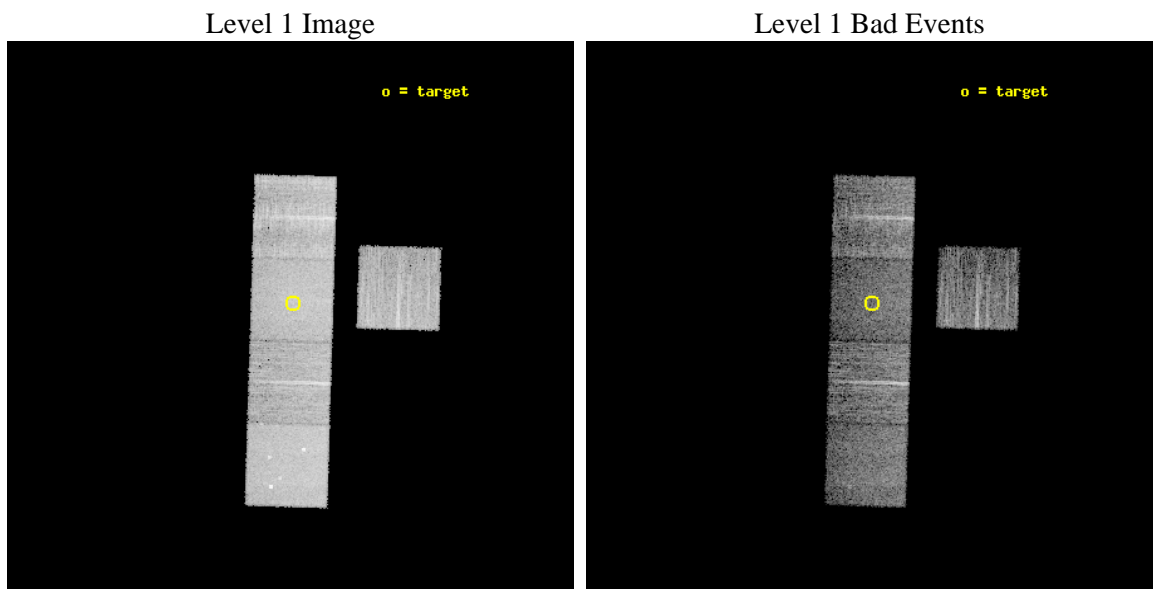 Level 1 Image
Level 1 Bad Events
o = target
o = target